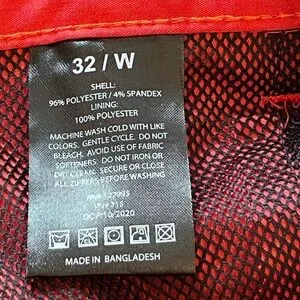 32 / W
SHELL:
96% POLYESTER / 4% SPANDEX
LINING:
100% POLYESTER
MACHINE WASH COLD WITH LIKE
COLORS. GENTLE CYCLE. DO NOT
BLEACH. AVOID USE OF FABRIC
SOFTENERS. DO NOT IRON OR
DRY CLEAN. SECURE OR CLOSE
ALL ZIPPERS BEFORE WASHING
10/2020
MADE IN BANGLADESH